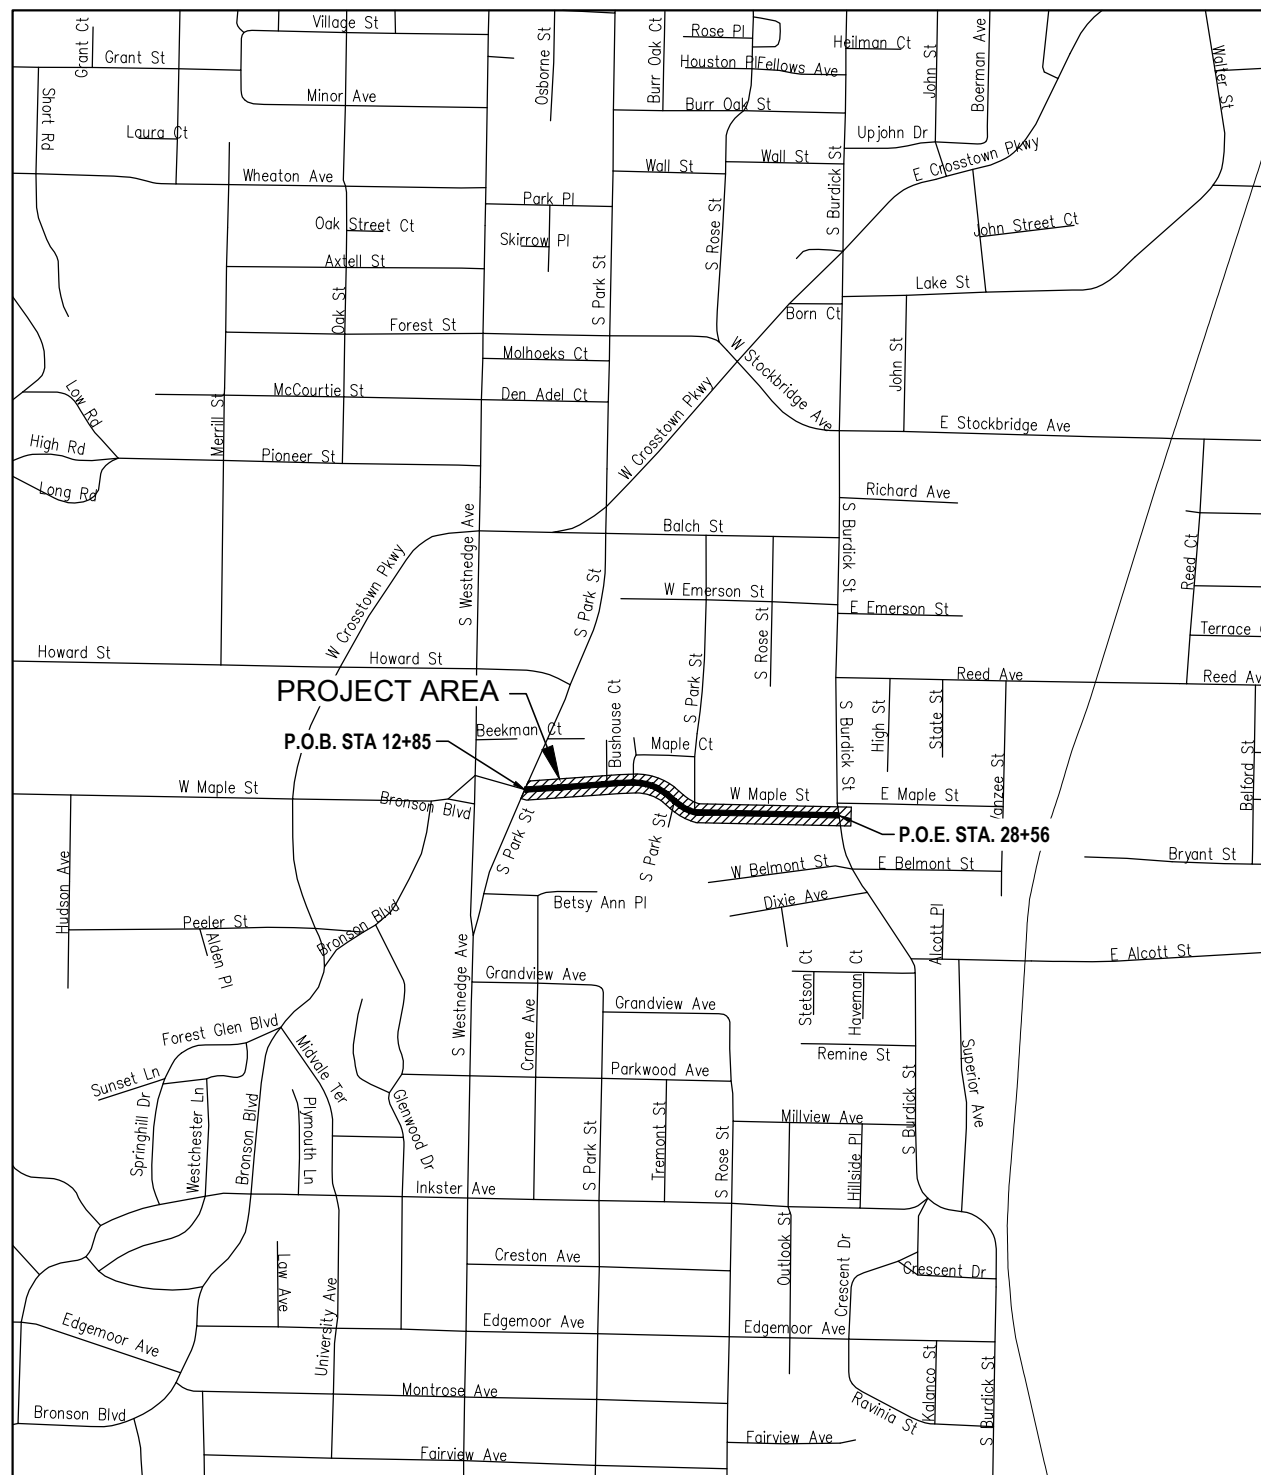 Village St
Grant Ct
Grant St
Minor Ave
Short Rd
Laura Ct
Wheaton Ave
Osborne St
Burr Oak Ct
Rose Pl
Houston Pl
Fellows Ave
Burr Oak St
Heilman Ct
John St
Boerman Ave
Walter St
Upjohn Dr
E Crosstown Pkwy
Wall St
Wall St
S Burdick St
Park Pl
Skirrow Pl
Oak Street Ct
Axtell St
S Rose St
John Street Ct
S Park St
Oak St
Forest St
Lake St
Born Ct
Molhoeks Ct
W Stockbridge Ave
John St
Low Rd
McCourtie St
Den Adel Ct
W Crosstown Pkwy
Merrill St
High Rd
Pioneer St
E Stockbridge Ave
Long Rd
Richard Ave
S Westnedge Ave
Balch St
S Burdick St
Reed Ct
W Crosstown Pkwy
S Park St
W Emerson St
S Rose St
E Emerson St
Terrace
Howard St
Howard St
S Park St
Reed Ave
Reed Av
PROJECT AREA
Bushouse Ct
Beekman Ct
Maple Ct
S Burdick St
High St
State St
P.O.B. STA 12+85
W Maple St
Bronson Blvd
W Maple St
E Maple St
anzee St
Belford St
S Park St
S Park St
P.O.E. STA. 28+56
Hudson Ave
W Belmont St
E Belmont St
Bryant St
Dixie Ave
Betsy Ann Pl
Peeler St
Alden Pl
Bronson Blvd
Alcott Pl
E Alcott St
S Westnedge Ave
Grandview Ave
Grandview Ave
Stetson Ct
Haveman Ct
Forest Glen Blvd
Midvale Ter
Crane Ave
Remine St
Sunset Ln
Parkwood Ave
Superior Ave
Springhill Dr
Westchester Ln
Bronson Blvd
Plymouth Ln
Glenwood Dr
S Park St
Tremont St
S Rose St
Millview Ave
Hillside Pl
S Burdick St
Inkster Ave
Outlook St
Creston Ave
Crescent Dr
Crescent Dr
Law Ave
University Ave
Edgemoor Ave
Edgemoor Ave
Edgemoor Ave
Montrose Ave
Kalanco St
S Burdick St
Ravinia St
Bronson Blvd
Fairview Ave
Fairview Ave